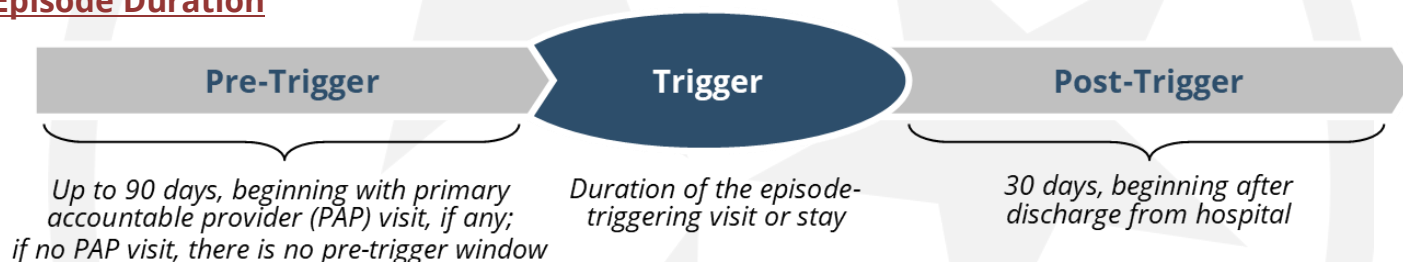 Episode Duration
Pre-Trigger
Trigger
Post-Trigger
Up to 90 days, beginning with primary
accountable provider (PAP) visit, if any;
if no PAP visit, there is no pre-trigger window
Duration of the episode-
triggering visit or stay
30 days, beginning after
discharge from hospital